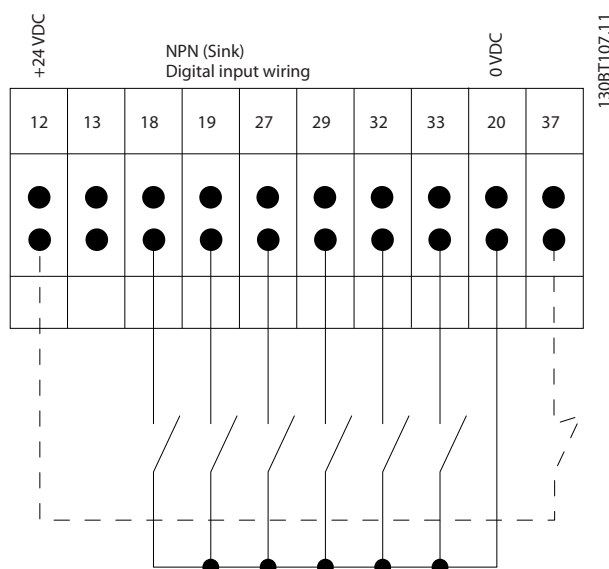 +24 VDC
NPN (Sink)
Digital input wiring
0 VDC
130BT107.11
12 13 18 19 27 29 32 33 20 37